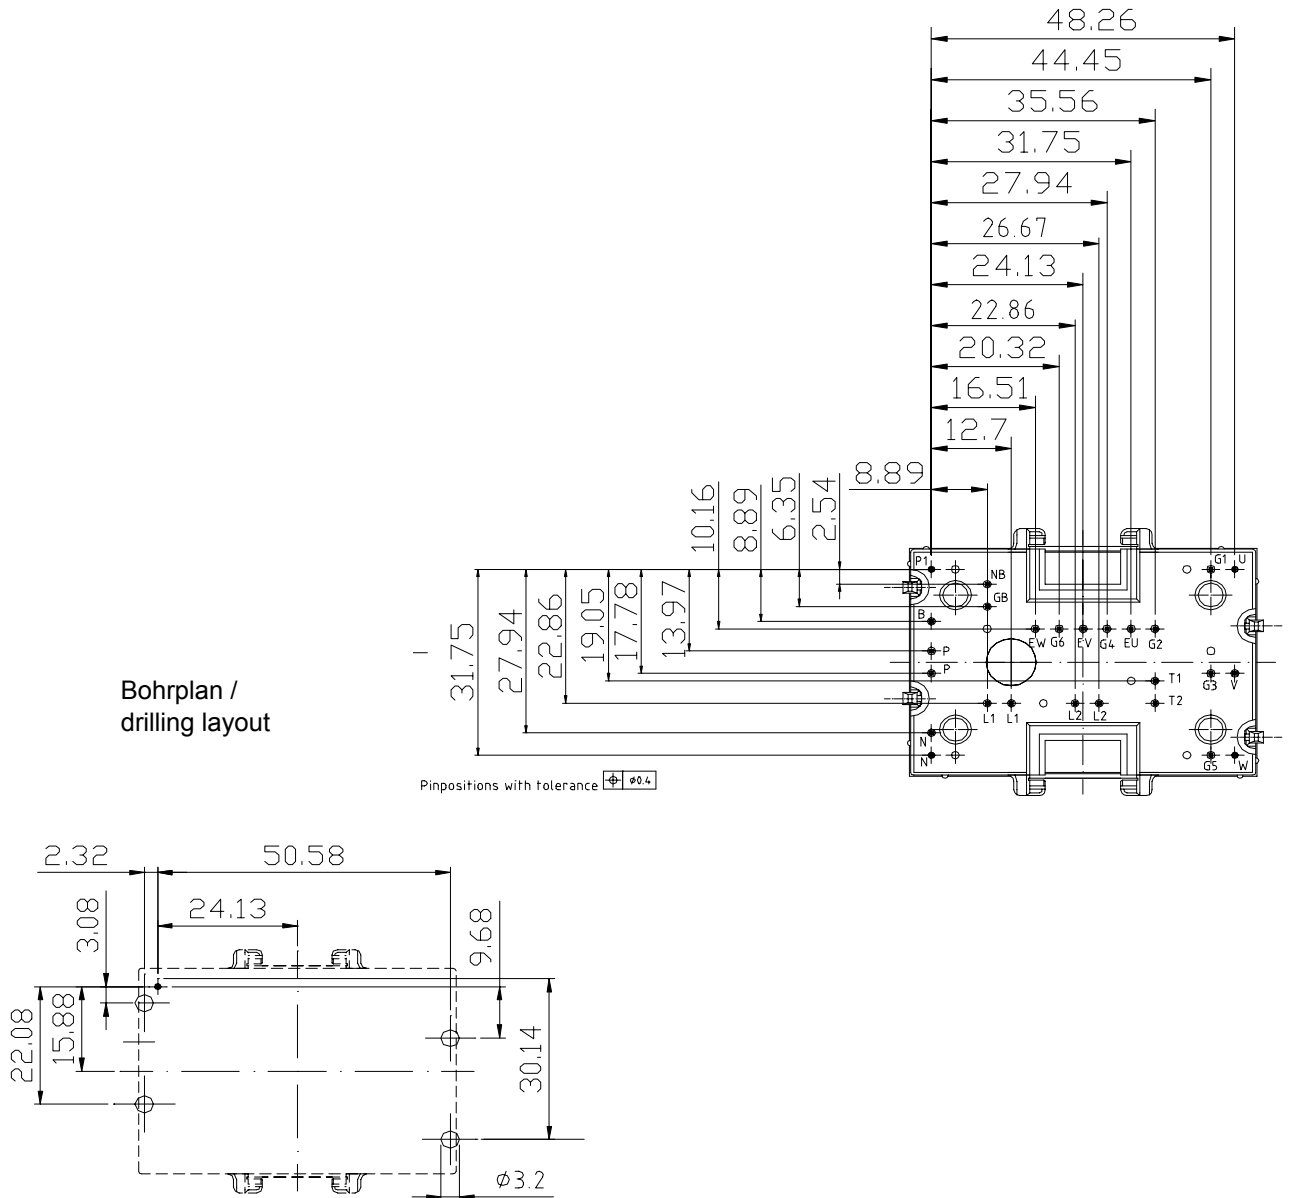 48.26
44.45
35.56
31.75
27.94
26.67
24.13
22.86
20.32
16.51
12.7
8.89
10.16
8.89
6.35
2.54
31.75
27.94
22.86
19.05
17.78
13.97
P1
G1 U
NB
GB
B
EW G6 EV G4 EU G2
P
P
T1
G3 V
T2
L1 L1 L2 L2
N
N
G5 W
Bohrplan /
drilling layout
Pinpositions with tolerance ⌖ ø0.4
2.32
50.58
24.13
3.08
9.68
22.08
15.88
30.14
ø3.2